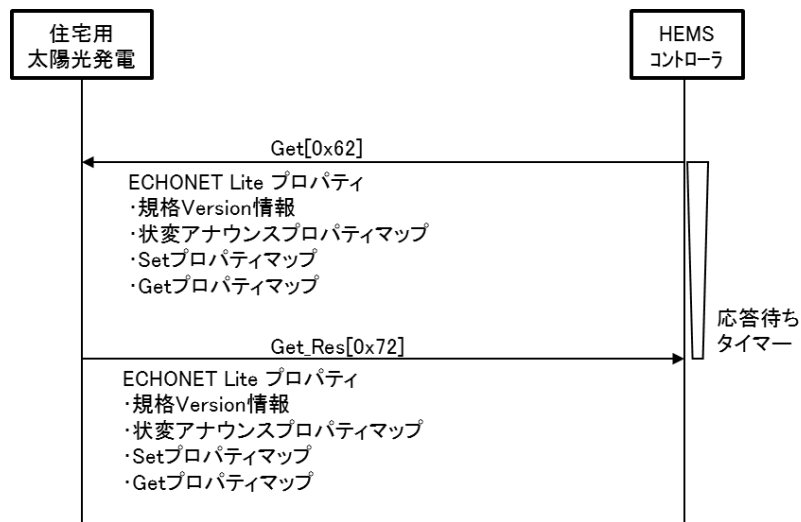 住宅用
太陽光発電
HEMS
コントローラ
Get[0x62]
ECHONET Lite プロパティ
・規格Version情報
・状変アナウンスプロパティマップ
・Setプロパティマップ
・Getプロパティマップ
応答待ち
タイマー
Get_Res[0x72]
ECHONET Lite プロパティ
・規格Version情報
・状変アナウンスプロパティマップ
・Setプロパティマップ
・Getプロパティマップ